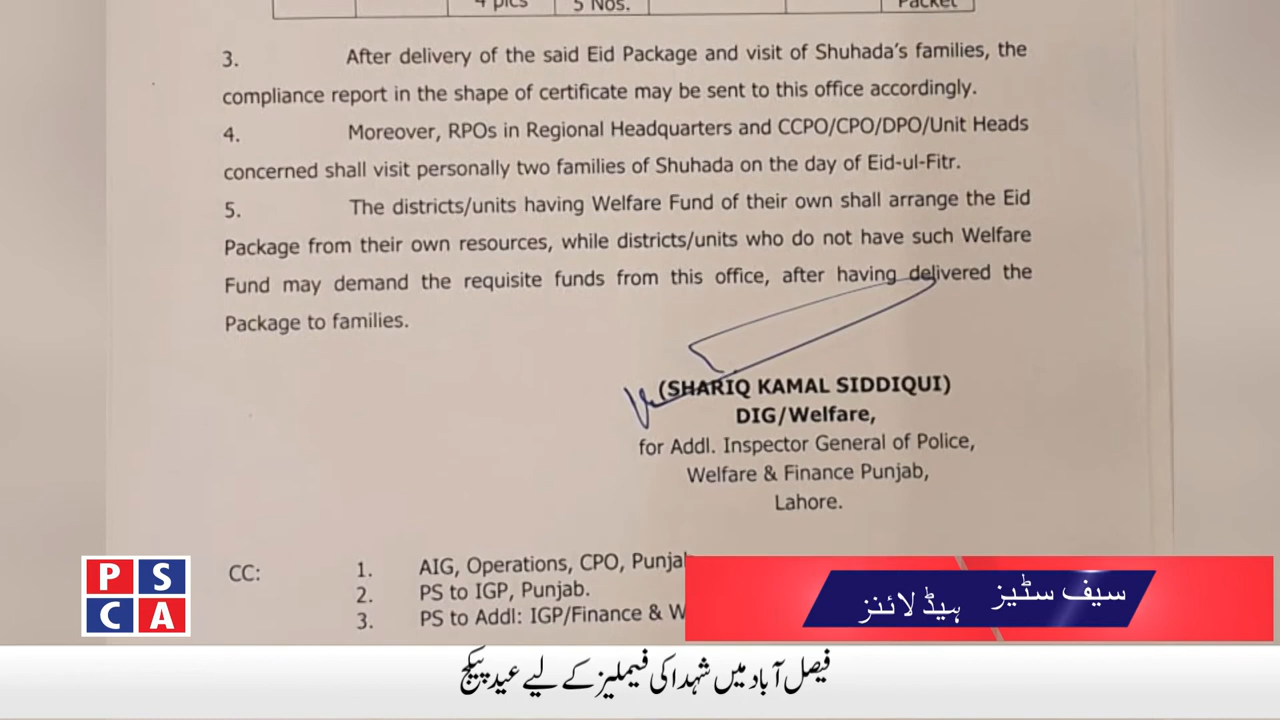 4 pics 5 Nos. Packet
3. After delivery of the said Eid Package and visit of Shuhada's families, the
compliance report in the shape of certificate may be sent to this office accordingly.
4. Moreover, RPOs in Regional Headquarters and CCPO/CPO/DPO/Unit Heads
concerned shall visit personally two families of Shuhada on the day of Eid-ul-Fitr.
5. The districts/units having Welfare Fund of their own shall arrange the Eid
Package from their own resources, while districts/units who do not have such Welfare
Fund may demand the requisite funds from this office, after having delivered the
Package to families.
(SHARIQ KAMAL SIDDIQUI)
DIG/Welfare,
for Addl. Inspector General of Police,
Welfare & Finance Punjab,
Lahore.
CC: 1. AIG, Operations, CPO, Punjab
2. PS to IGP, Punjab.
3. PS to Addl: IGP/Finance & W
PS
CA
سیف سٹیز ہیڈ لائنز
فیصل آباد میں شہدا کی فیملیز کے لیے عید پیکج